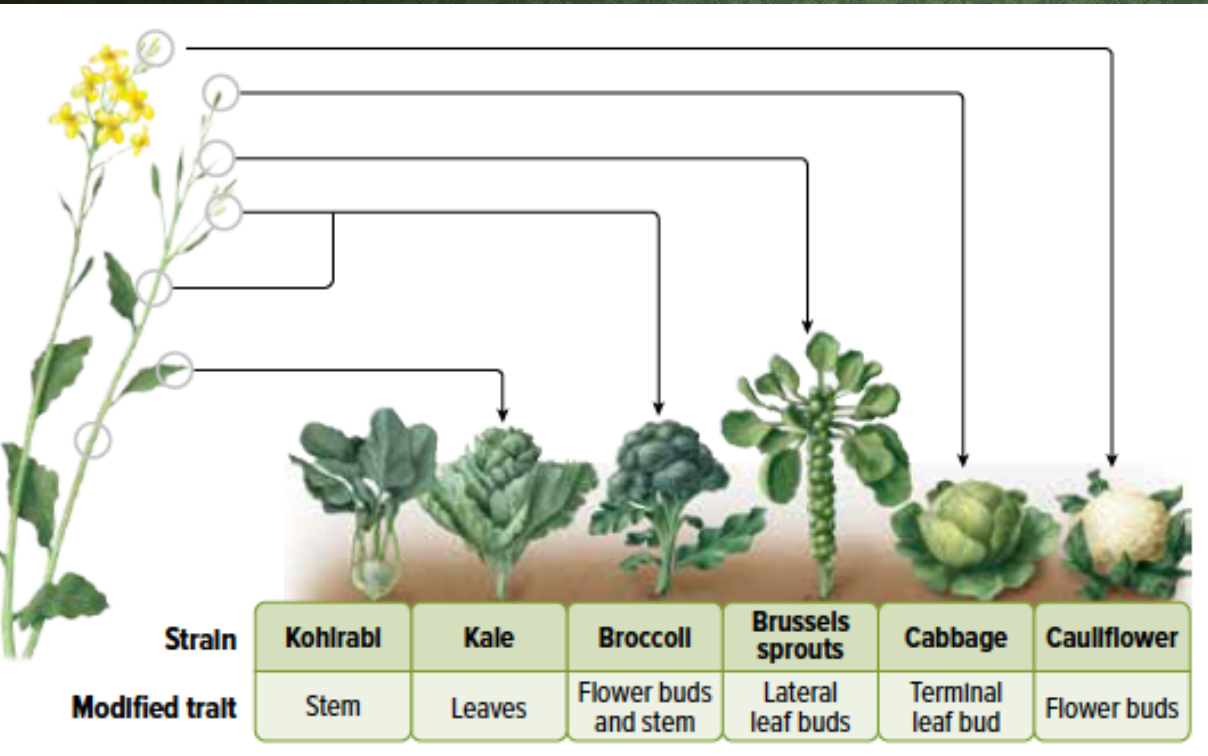 Strain
Kohlrabi
Kale
Broccoli
Brussels
sprouts
Cabbage
Cauliflower
Modified trait
Stem
Leaves
Flower buds
and stem
Lateral
leaf buds
Terminal
leaf bud
Flower buds